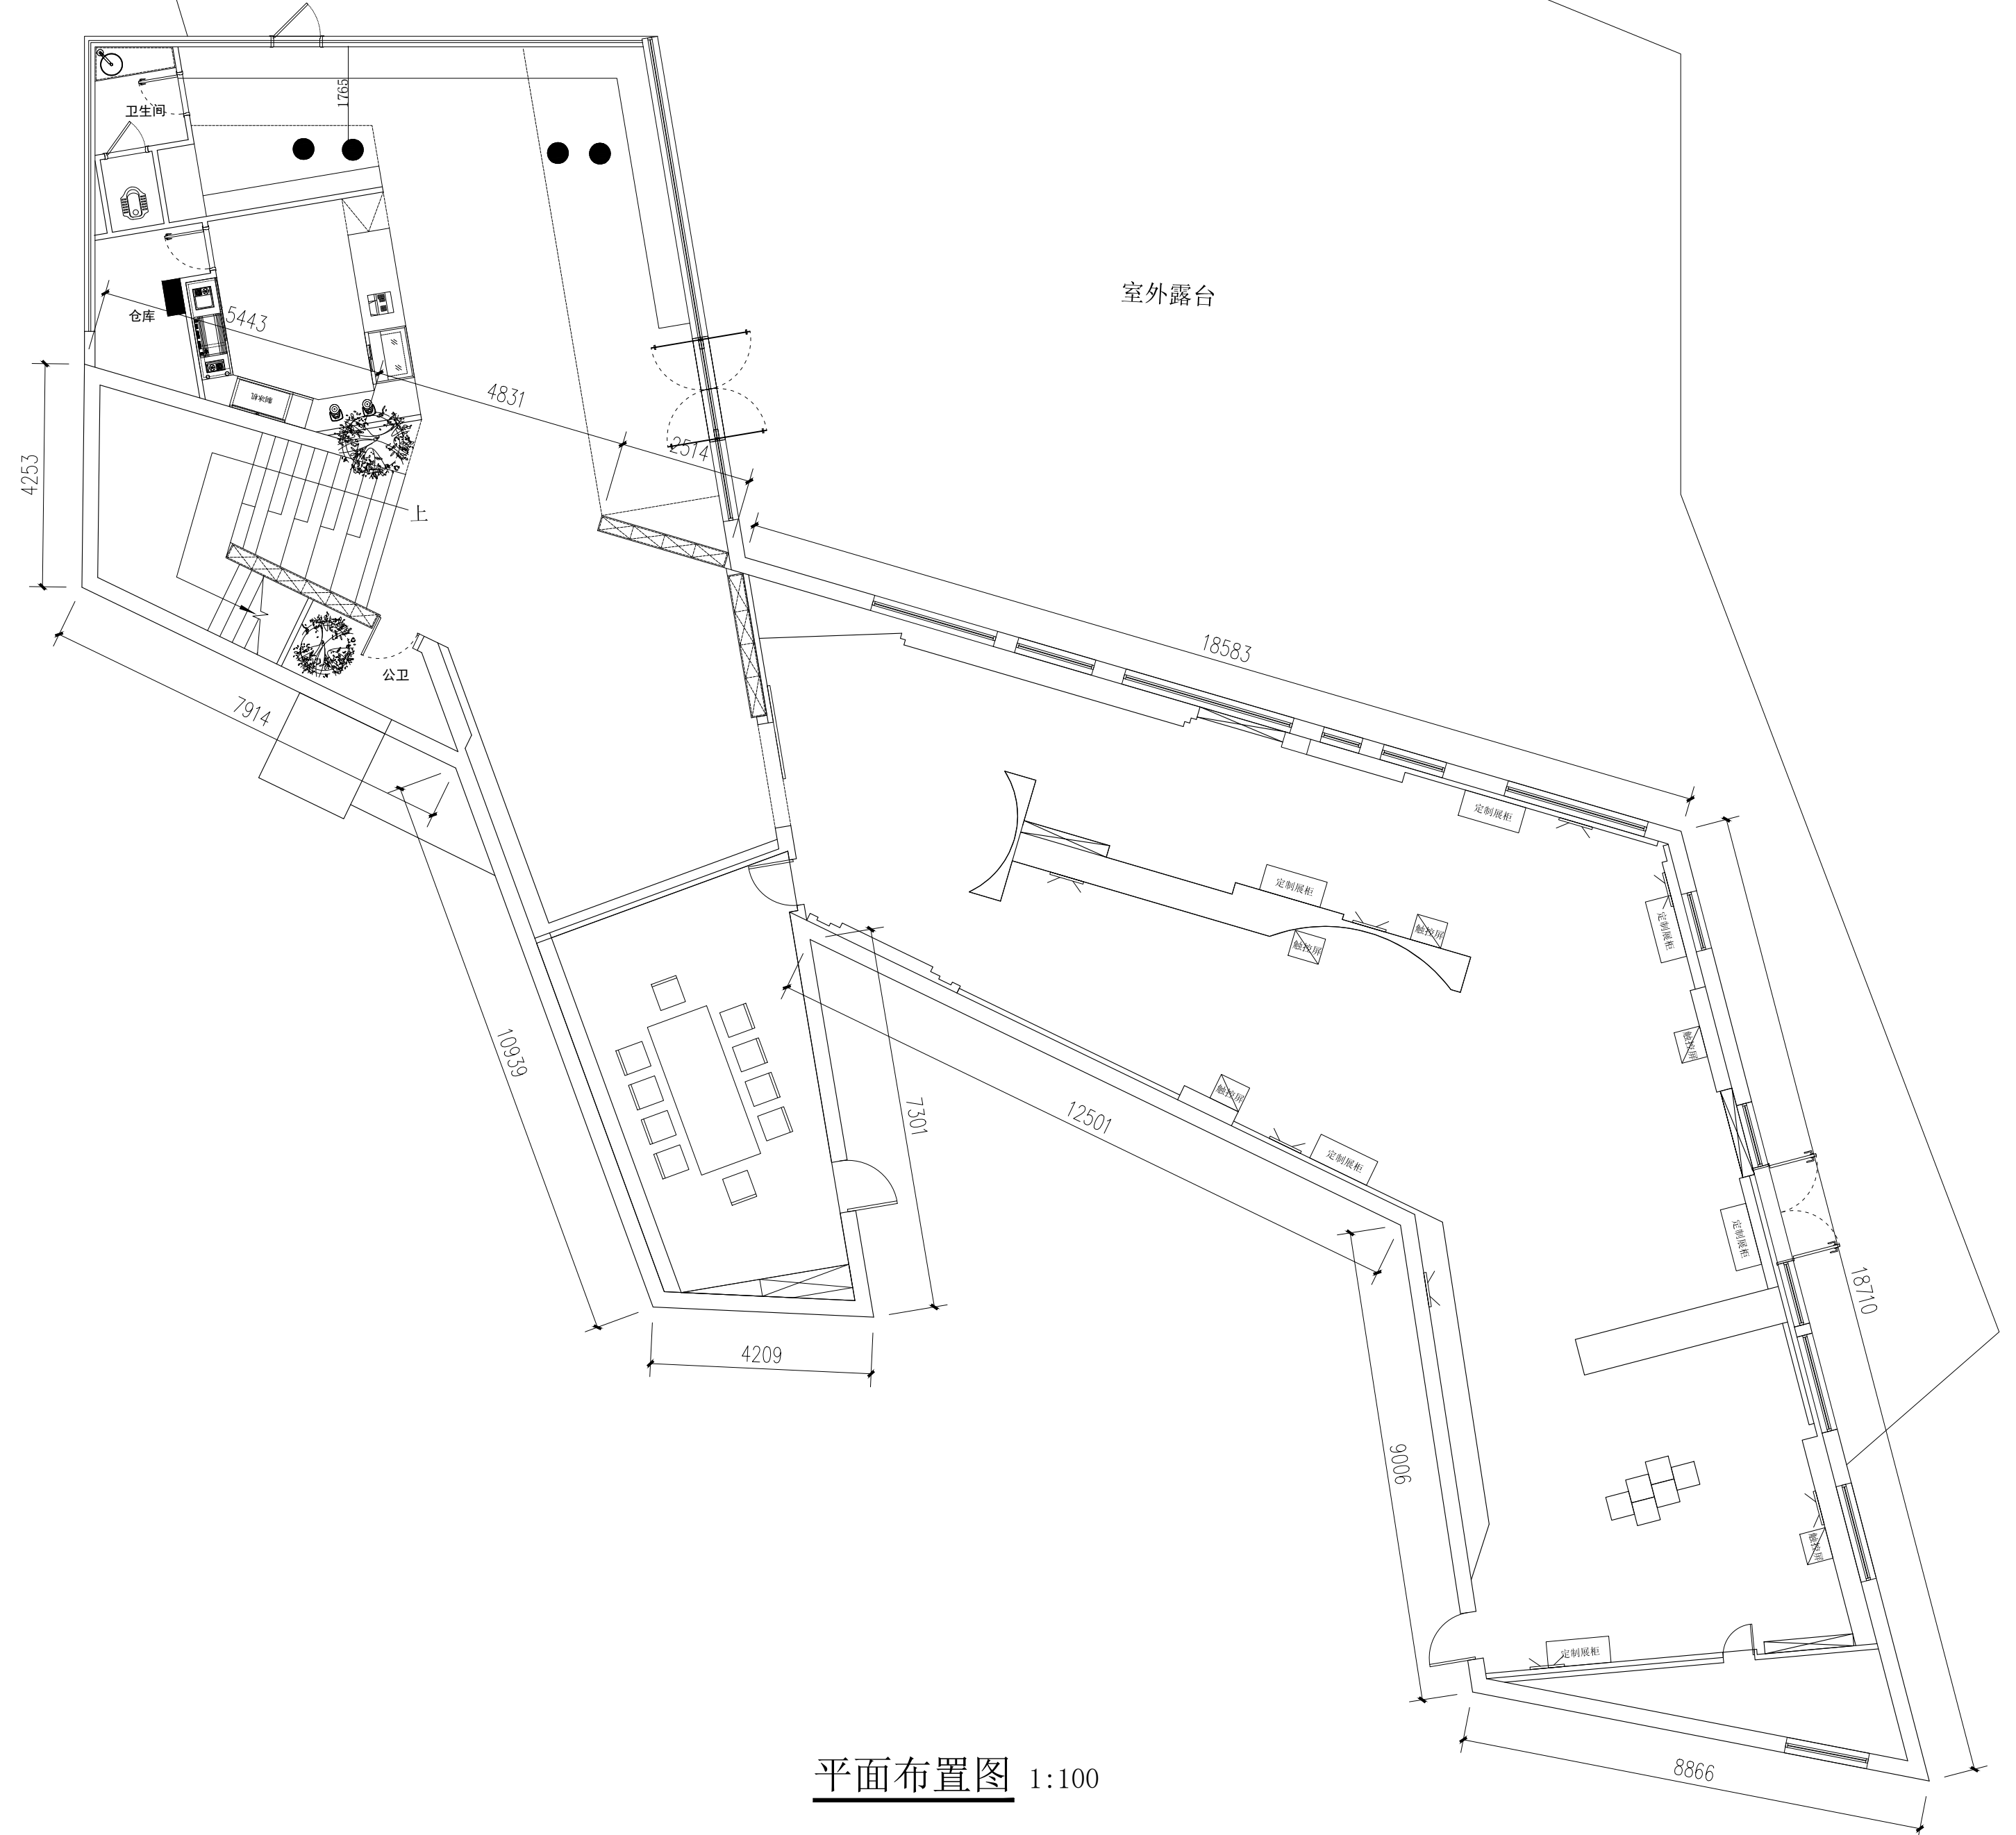 1765
卫生间
室外露台
仓库
5443
4831
2514
制冰机
4253
上
18583
公卫
7914
定制展柜
定制展柜
触控屏
触控屏
定制展柜
10939
触控屏
7301
12501
触控屏
定制展柜
定制展柜
18710
4209
9006
触控屏
定制展柜
平面布置图 1:100
8866